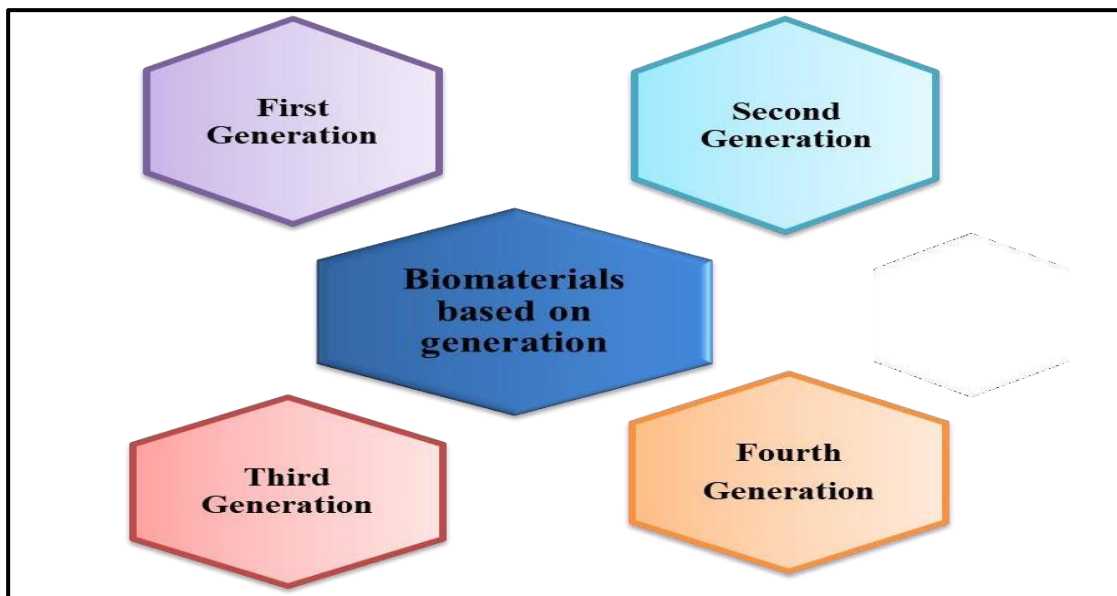 First
Generation
Second
Generation
Biomaterials
based on
generation
Third
Generation
Fourth
Generation